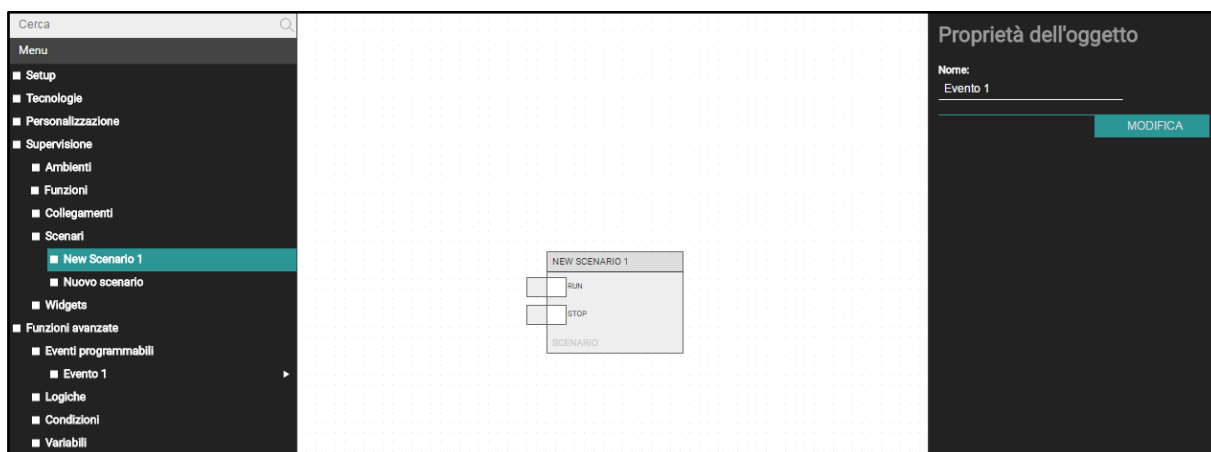 Cerca
Menu
Setup
Tecnologie
Personalizzazione
Supervisione
Ambienti
Funzioni
Collegamenti
Scenari
New Scenario 1
Nuovo scenario
Widgets
Funzioni avanzate
Eventi programmabili
Evento 1
Logiche
Condizioni
Variabili
NEW SCENARIO 1
RUN
STOP
SCENARIO
Proprietà dell'oggetto
Nome:
Evento 1
MODIFICA